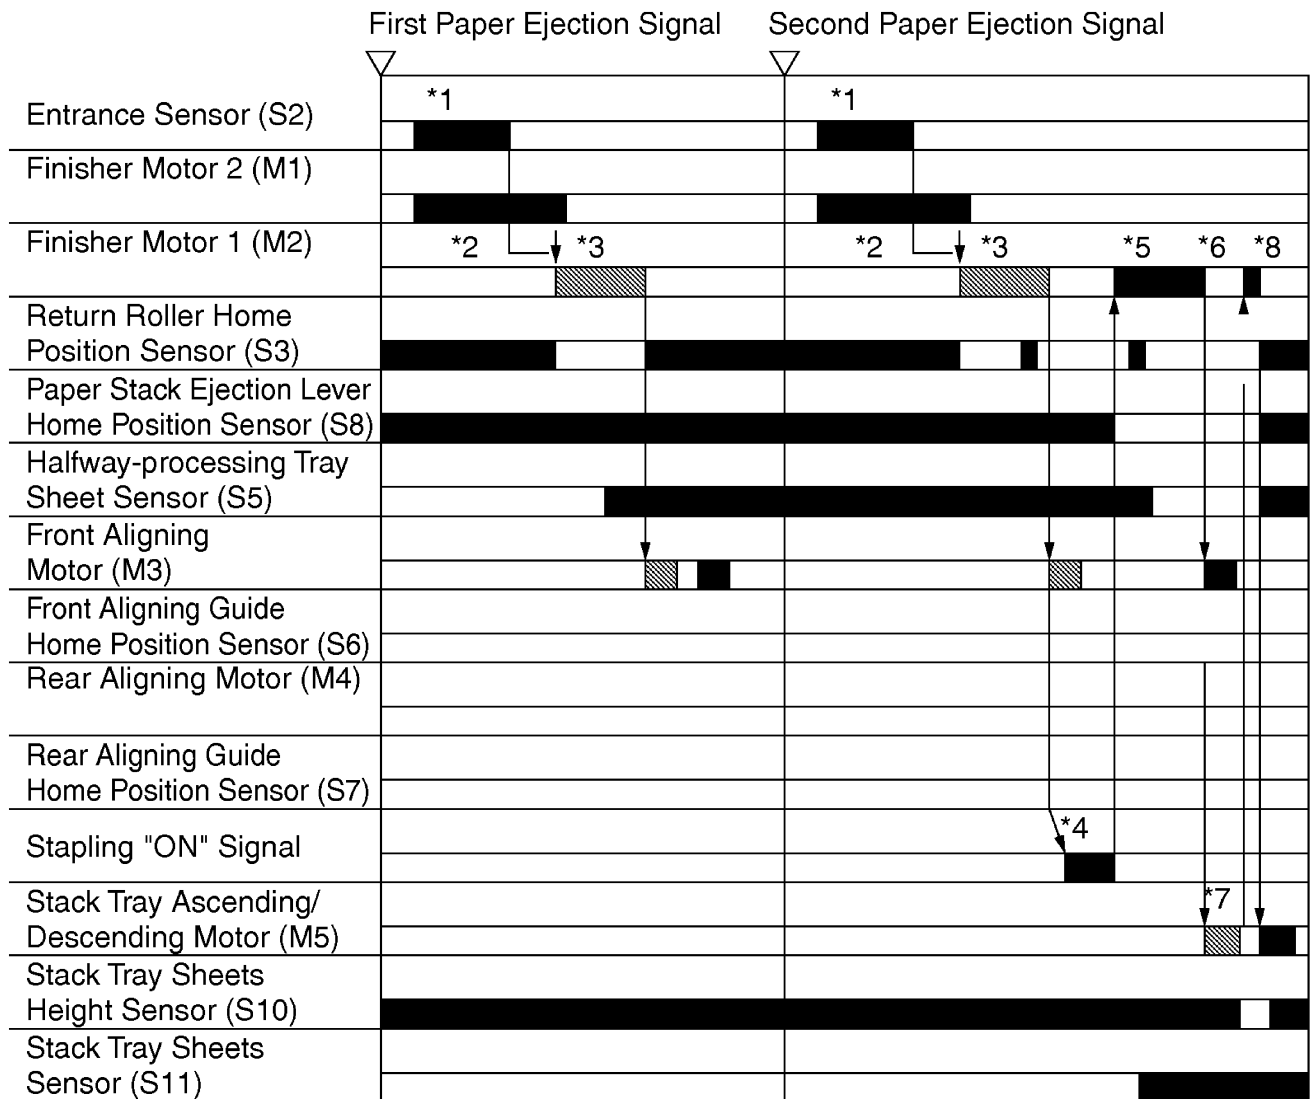 First Paper Ejection Signal Second Paper Ejection Signal
*1 *1
Entrance Sensor (S2)
Finisher Motor 2 (M1)
Finisher Motor 1 (M2) *2 *3 *2 *3 *5 *6 *8
Return Roller Home
Position Sensor (S3)
Paper Stack Ejection Lever
Home Position Sensor (S8)
Halfway-processing Tray
Sheet Sensor (S5)
Front Aligning
Motor (M3)
Front Aligning Guide
Home Position Sensor (S6)
Rear Aligning Motor (M4)
Rear Aligning Guide
Home Position Sensor (S7)
*4
Stapling "ON" Signal
Stack Tray Ascending/ *7
Descending Motor (M5)
Stack Tray Sheets
Height Sensor (S10)
Stack Tray Sheets
Sensor (S11)